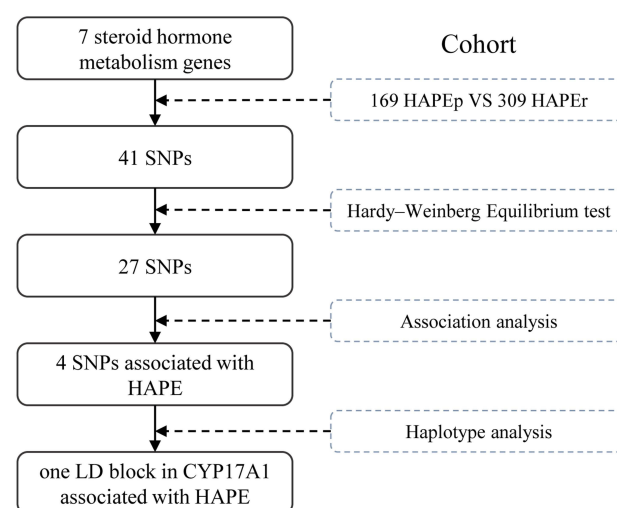 7 steroid hormone
metabolism genes
Cohort
169 HAPEp VS 309 HAPEr
41 SNPs
Hardy–Weinberg Equilibrium test
27 SNPs
Association analysis
4 SNPs associated with
HAPE
Haplotype analysis
one LD block in CYP17A1
associated with HAPE